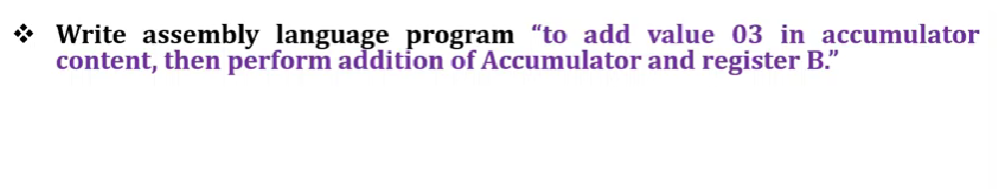 ❖ Write assembly language program “to add value 03 in accumulator
content, then perform addition of Accumulator and register B.”